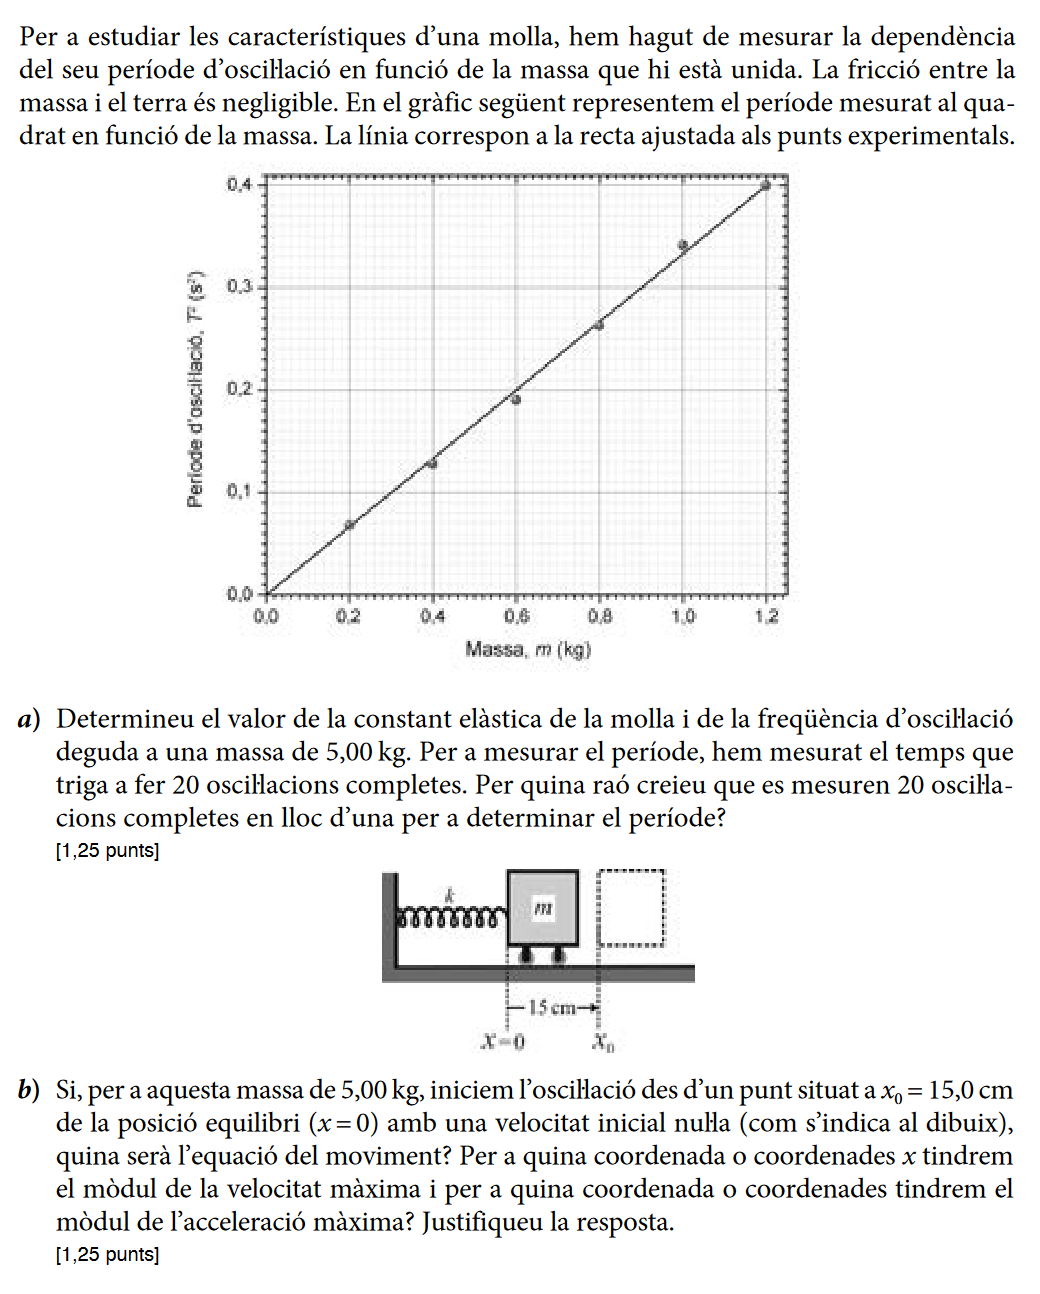 Per a estudiar les característiques d’una molla, hem hagut de mesurar la dependència
del seu període d’oscil·lació en funció de la massa que hi està unida. La fricció entre la
massa i el terra és negligible. En el gràfic següent representem el període mesurat al qua-
drat en funció de la massa. La línia correspon a la recta ajustada als punts experimentals.
0,4
0,3
0,2
0,1
0,0
Període d'oscil·lació, T² (s²)
0,0 0,2 0,4 0,6 0,8 1,0 1,2
Massa, m (kg)
a) Determineu el valor de la constant elàstica de la molla i de la freqüència d’oscil·lació
deguda a una massa de 5,00 kg. Per a mesurar el període, hem mesurat el temps que
triga a fer 20 oscil·lacions completes. Per quina raó creieu que es mesuren 20 oscil·la-
cions completes en lloc d’una per a determinar el període?
[1,25 punts]
k
m
15 cm
X=0 X₀
b) Si, per a aquesta massa de 5,00 kg, iniciem l’oscil·lació des d’un punt situat a x₀ = 15,0 cm
de la posició equilibri (x = 0) amb una velocitat inicial nul·la (com s’indica al dibuix),
quina serà l’equació del moviment? Per a quina coordenada o coordenades x tindrem
el mòdul de la velocitat màxima i per a quina coordenada o coordenades tindrem el
mòdul de l’acceleració màxima? Justifiqueu la resposta.
[1,25 punts]